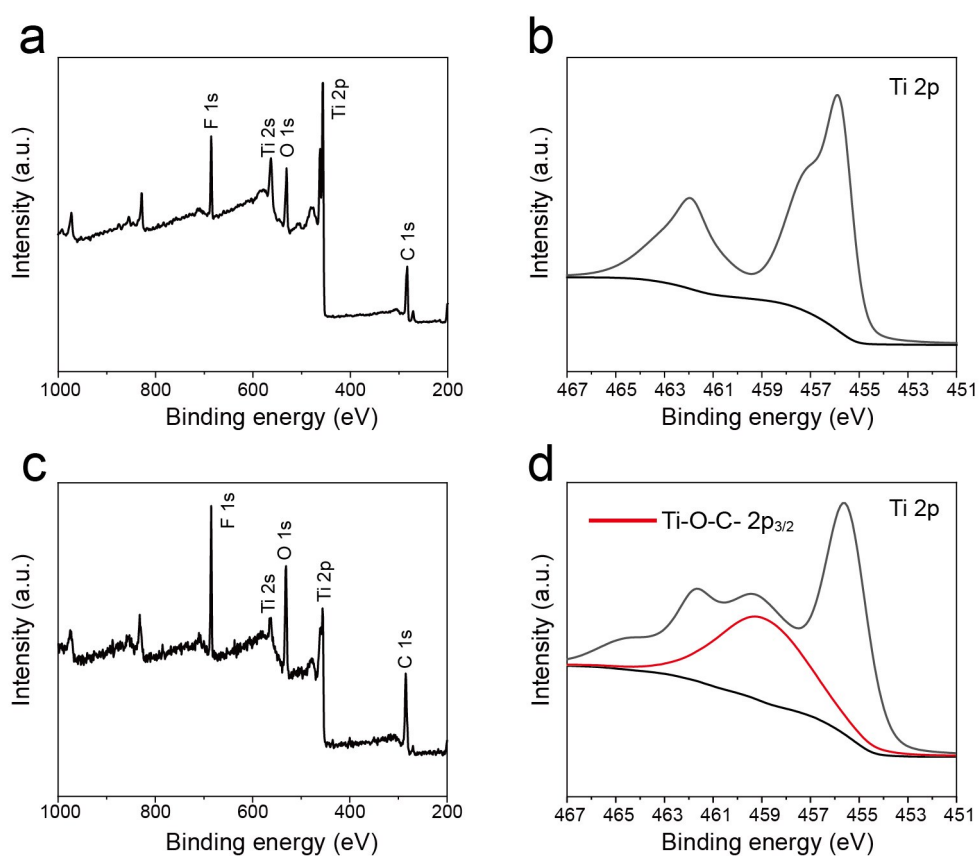 a
F 1s
Ti 2s
O 1s
Ti 2p
C 1s
Intensity (a.u.)
1000 800 600 400 200
Binding energy (eV)
b
Ti 2p
Intensity (a.u.)
467 465 463 461 459 457 455 453 451
Binding energy (eV)
c
F 1s
Ti 2s
O 1s
Ti 2p
C 1s
Intensity (a.u.)
1000 800 600 400 200
Binding energy (eV)
d
Ti-O-C- 2p3/2
Ti 2p
Intensity (a.u.)
467 465 463 461 459 457 455 453 451
Binding energy (eV)